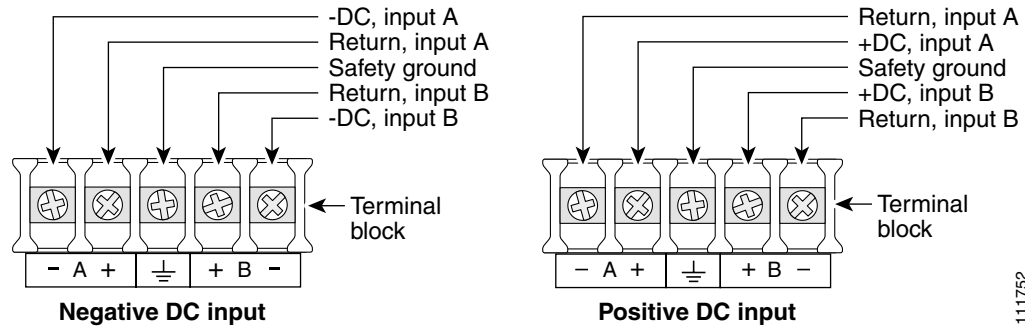 -DC, input A
Return, input A
Safety ground
Return, input B
-DC, input B
Terminal
block
– A + ⏚ + B –
Negative DC input
Return, input A
+DC, input A
Safety ground
+DC, input B
Return, input B
Terminal
block
– A + ⏚ + B –
Positive DC input
111752